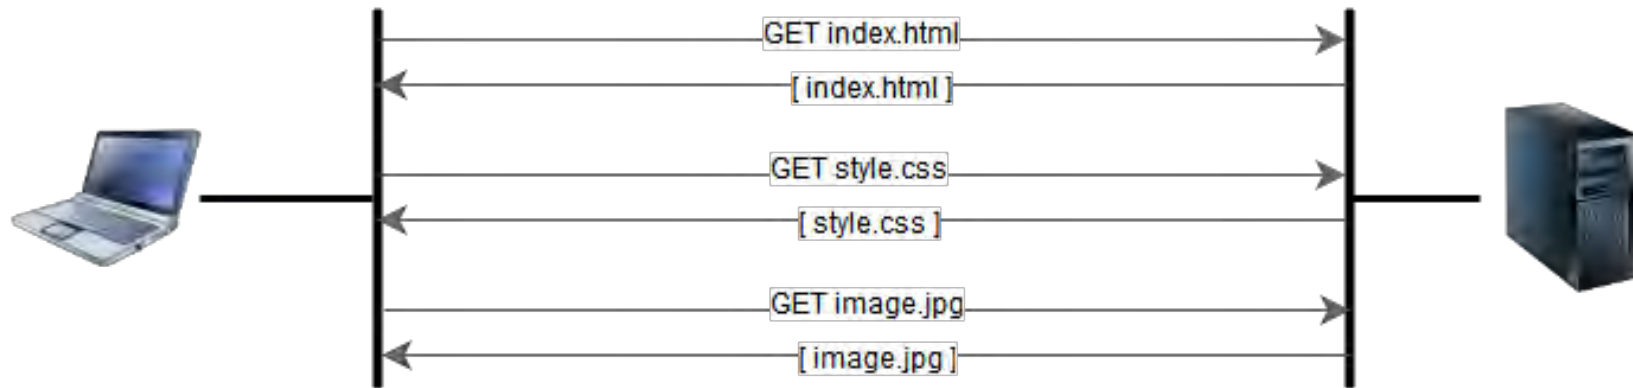 GET index.html
[ index.html ]
GET style.css
[ style.css ]
GET image.jpg
[ image.jpg ]